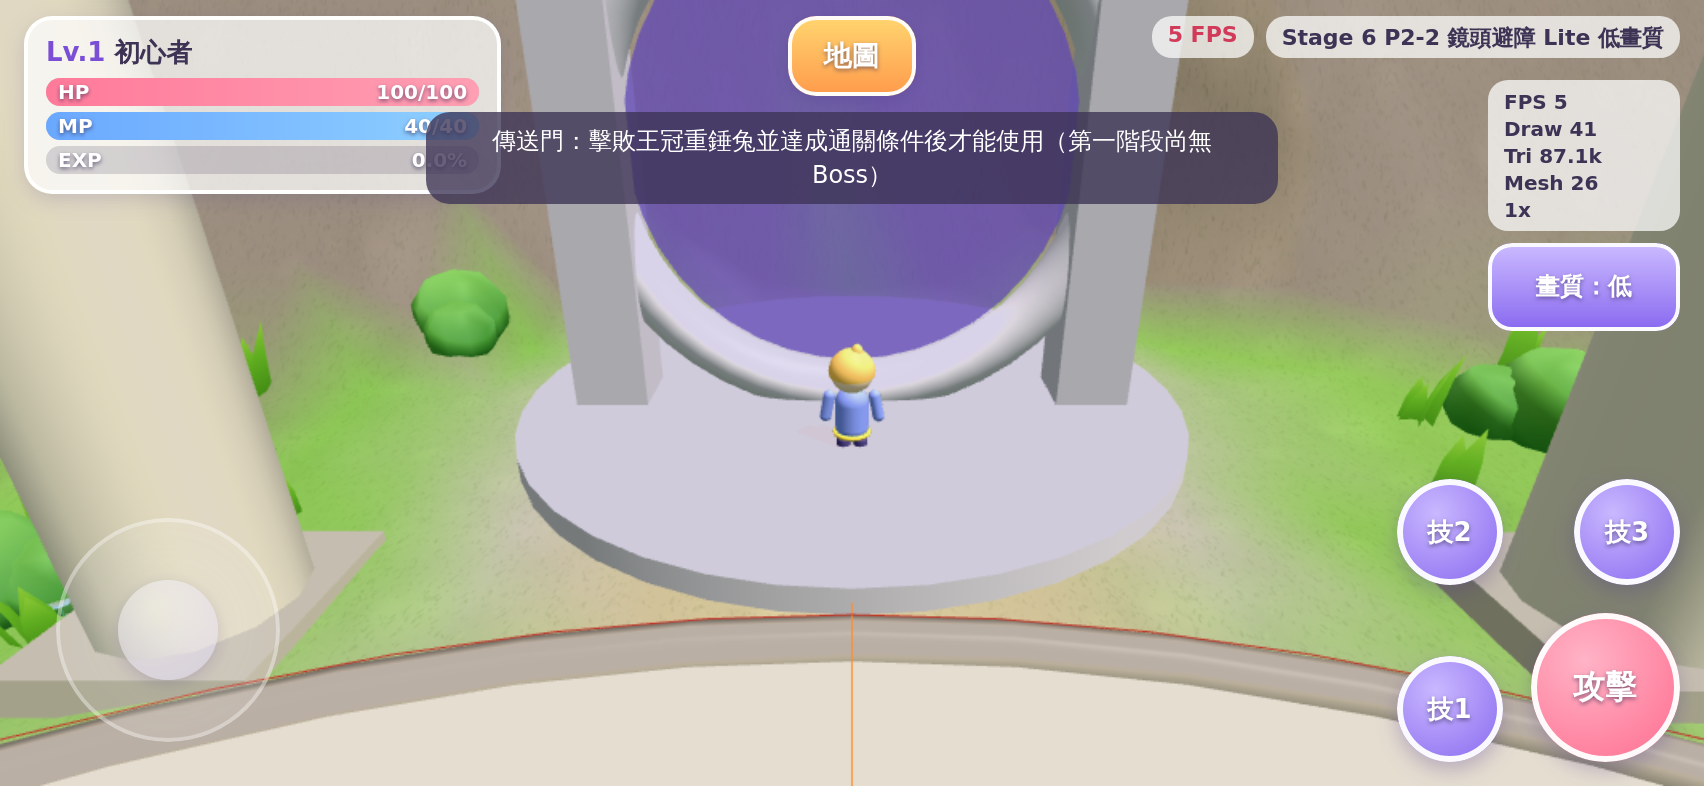 Lv.1 初心者
HP 100/100
MP 40/40
EXP 0.0%
地圖
5 FPS
Stage 6 P2-2 鏡頭避障 Lite 低畫質
傳送門：擊敗王冠重錘兔並達成通關條件後才能使用（第一階段尚無
Boss）
FPS 5
Draw 41
Tri 87.1k
Mesh 26
1x
畫質：低
技2
技3
技1
攻擊